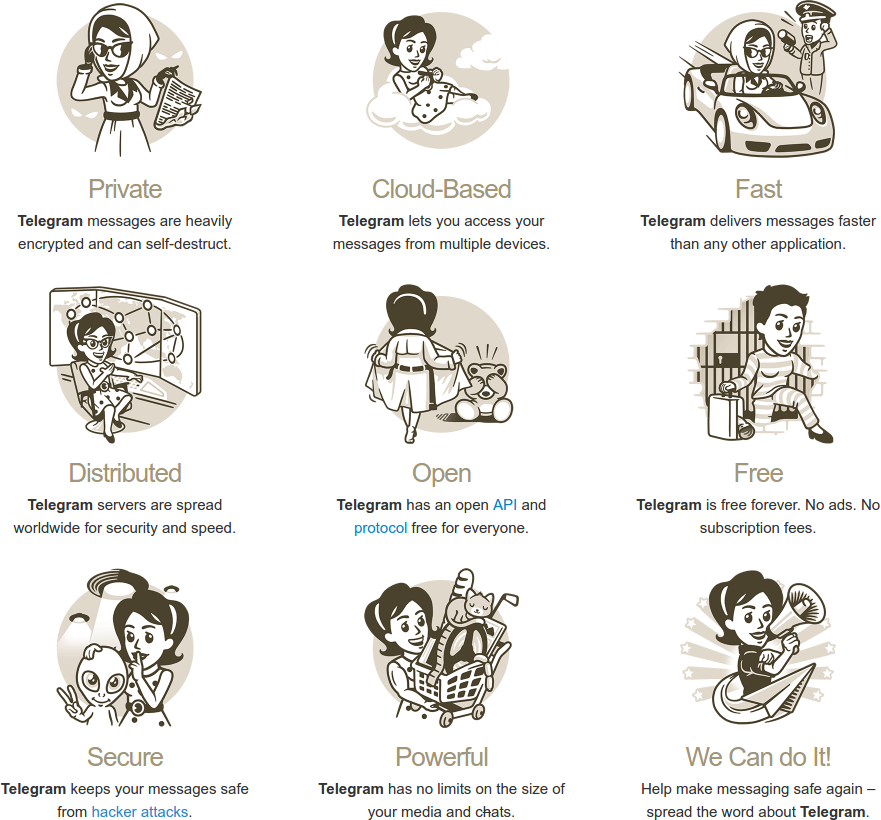 Private
Telegram messages are heavily
encrypted and can self-destruct.
Cloud-Based
Telegram lets you access your
messages from multiple devices.
Fast
Telegram delivers messages faster
than any other application.
Distributed
Telegram servers are spread
worldwide for security and speed.
Open
Telegram has an open API and
protocol free for everyone.
Free
Telegram is free forever. No ads. No
subscription fees.
Secure
Telegram keeps your messages safe
from hacker attacks.
Powerful
Telegram has no limits on the size of
your media and chats.
We Can do It!
Help make messaging safe again –
spread the word about Telegram.